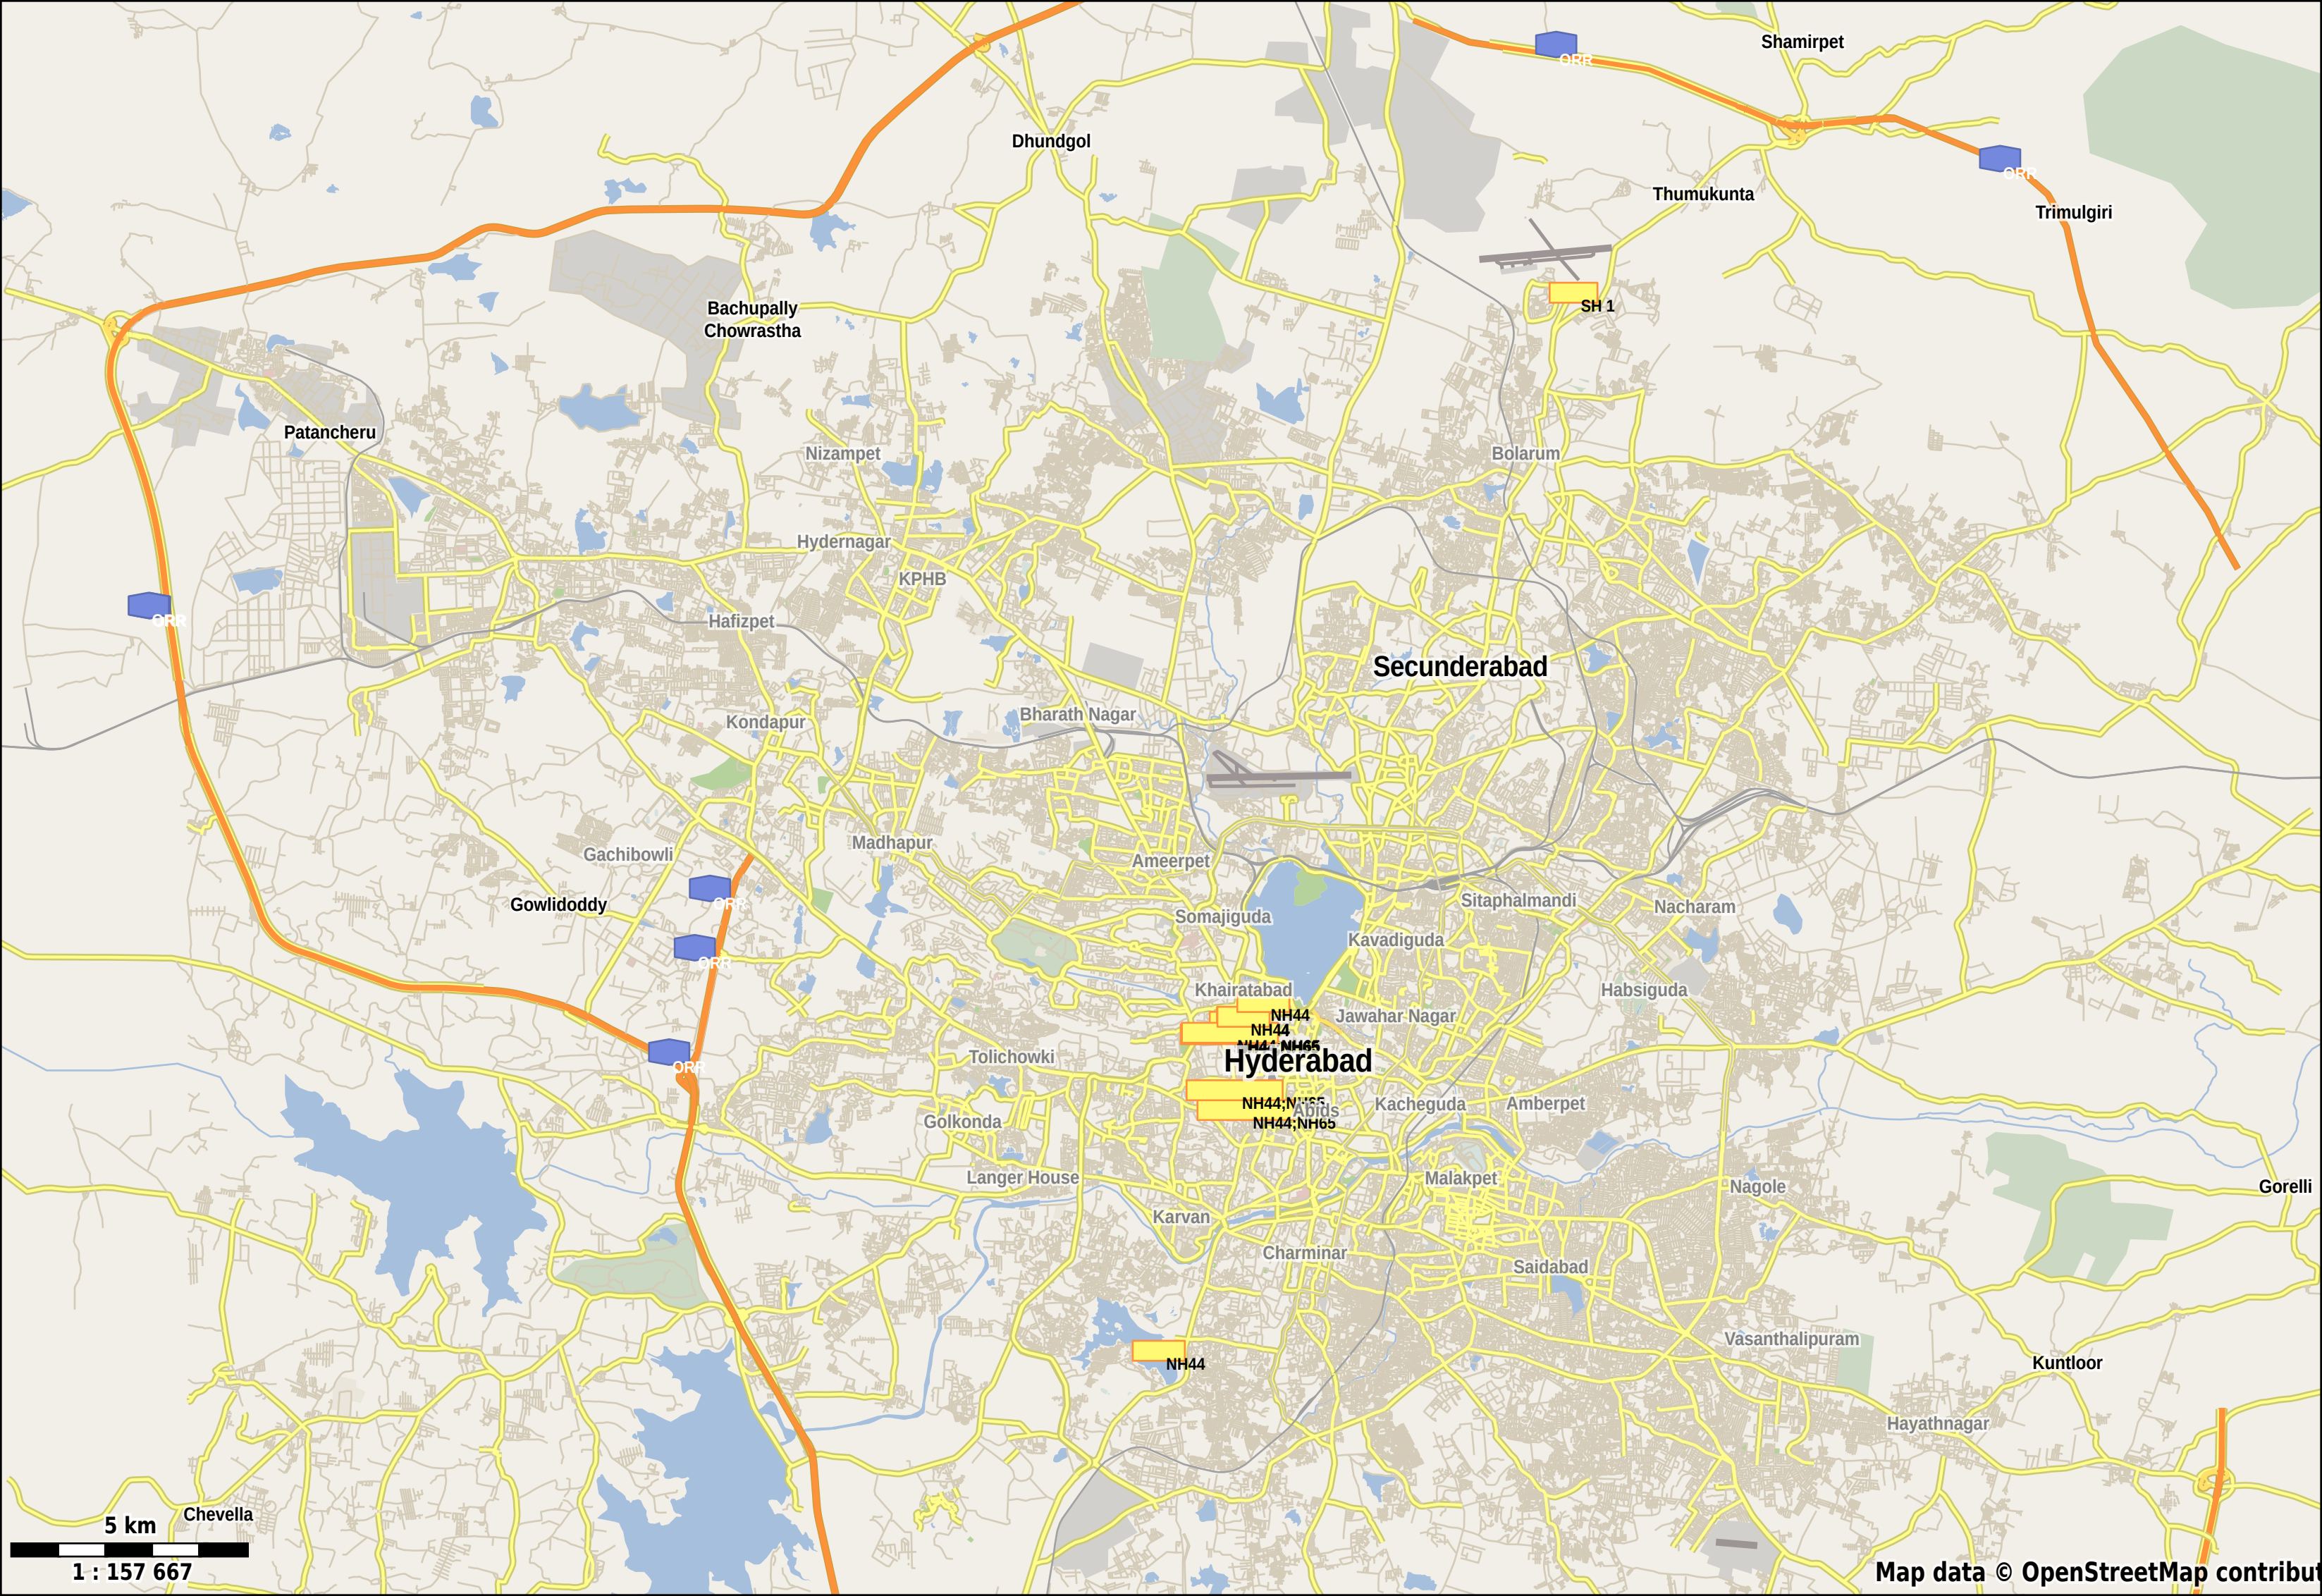 Shamirpet
ORR
Dhundgol
ORR
Thumukunta
Trimulgiri
SH 1
Bachupally
Chowrastha
Patancheru
Nizampet
Bolarum
Hydernagar
KPHB
ORR
Hafizpet
Secunderabad
Bharath Nagar
Kondapur
Madhapur
Gachibowli
Ameerpet
Gowlidoddy
ORR
Sitaphalmandi
Nacharam
Somajiguda
Kavadiguda
ORR
Khairatabad
Habsiguda
NH44
Jawahar Nagar
NH44
NH44;NH65
Hyderabad
Tolichowki
ORR
NH44;NH65
Abids
Kacheguda
Amberpet
Golkonda
NH44;NH65
Langer House
Malakpet
Nagole
Gorelli
Karvan
Charminar
Saidabad
Vasanthalipuram
NH44
Kuntloor
Hayathnagar
Chevella
5 km
1 : 157 667
Map data © OpenStreetMap contribut